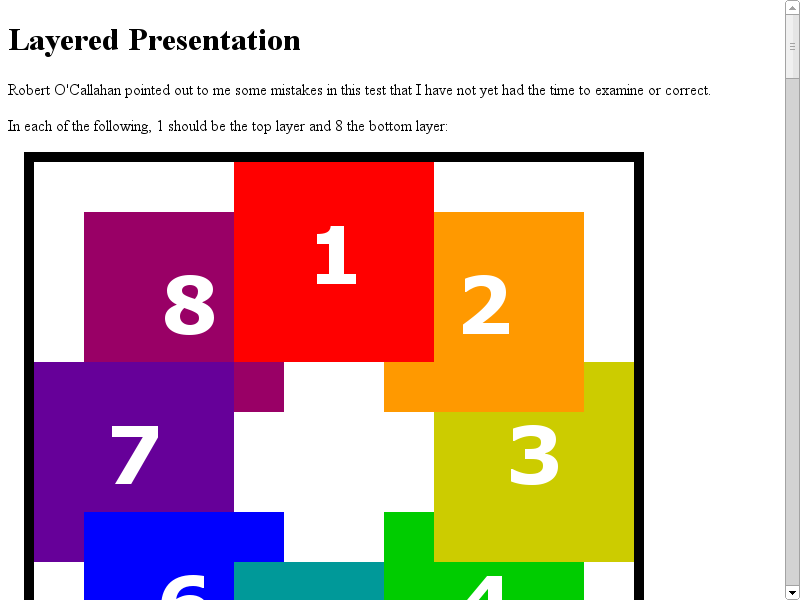 Layered Presentation
Robert O'Callahan pointed out to me some mistakes in this test that I have not yet had the time to examine or correct.
In each of the following, 1 should be the top layer and 8 the bottom layer:
1
8 2
7 3
6 4